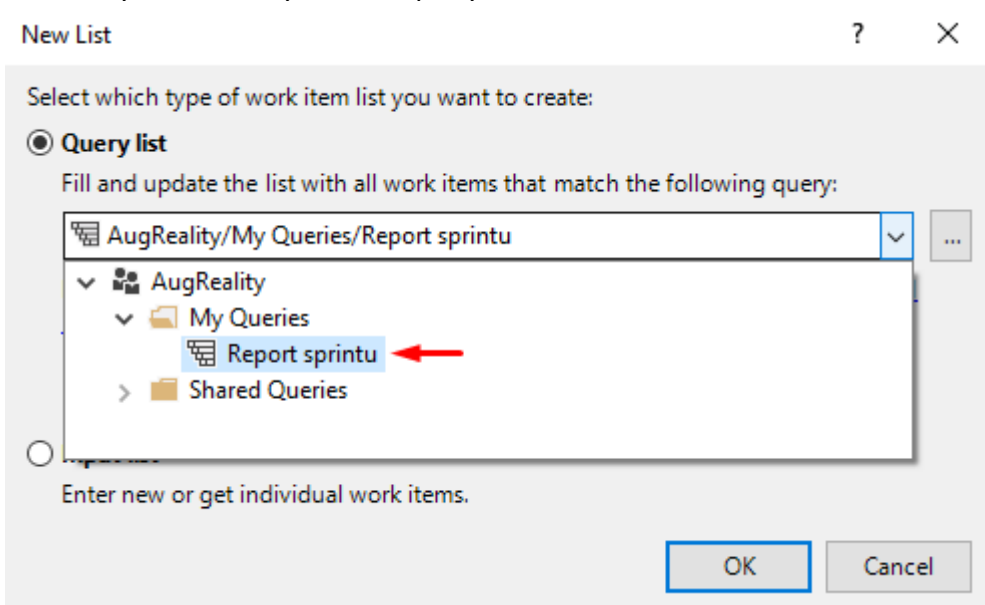 New List ?
Select which type of work item list you want to create:
Query list
Fill and update the list with all work items that match the following query:
AugReality/My Queries/Report sprintu ...
AugReality
My Queries
Report sprintu
Shared Queries
Enter new or get individual work items.
OK Cancel